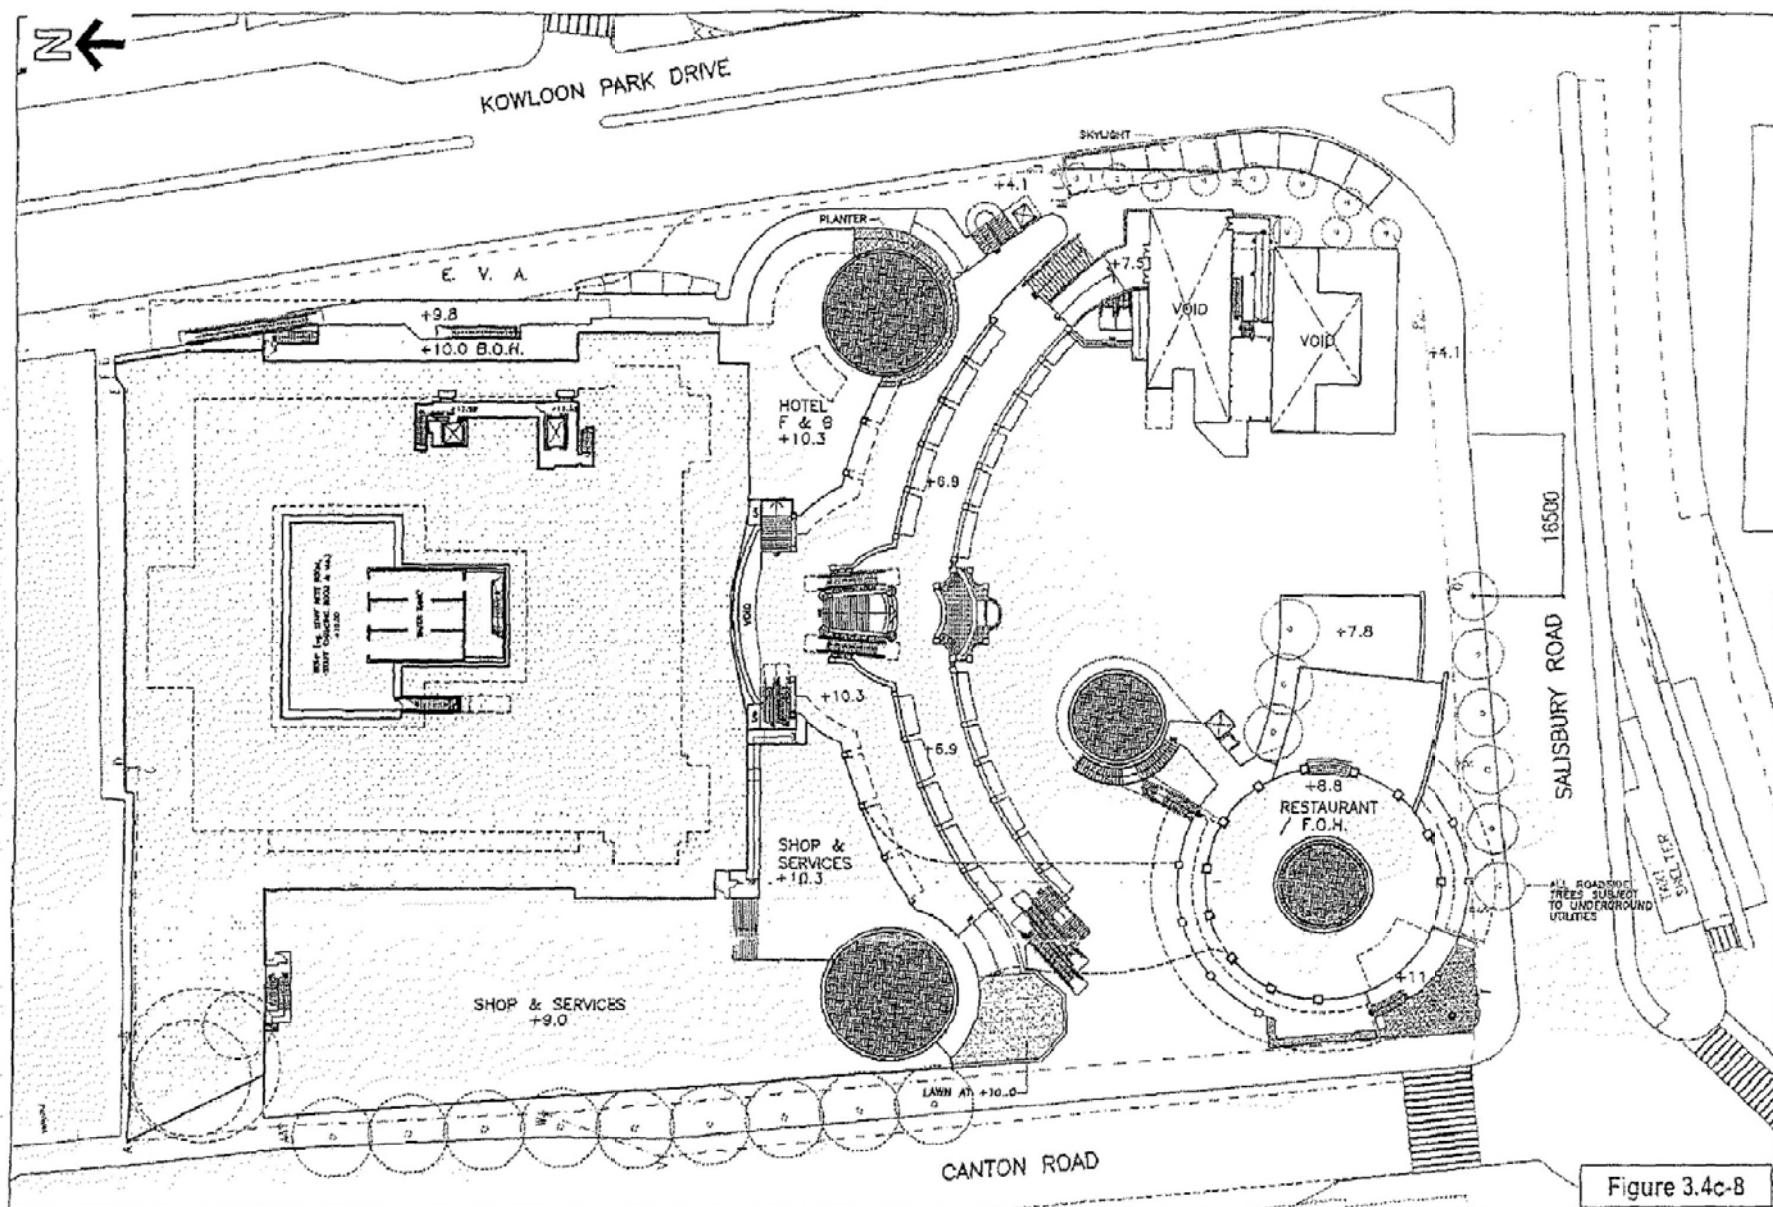 N
KOWLOON PARK DRIVE
SKYLIGHT
+4.1
PLANTER
E. V. A.
+7.5
+9.8
VOID
+10.0 B.O.H.
VOID
+4.1
HOTEL
F & B
+10.3
+6.9
16500
VOID
+7.8
+10.3
SALISBURY ROAD
+6.9
+8.8
RESTAURANT
F.O.H.
SHOP &
SERVICES
+10.3
TAXI
SHELTER
ALL ROADSIDE
TREES SUBJECT
TO UNDERGROUND
UTILITIES
SHOP & SERVICES
+9.0
LAWN AT +10.0
CANTON ROAD
Figure 3.4c-8